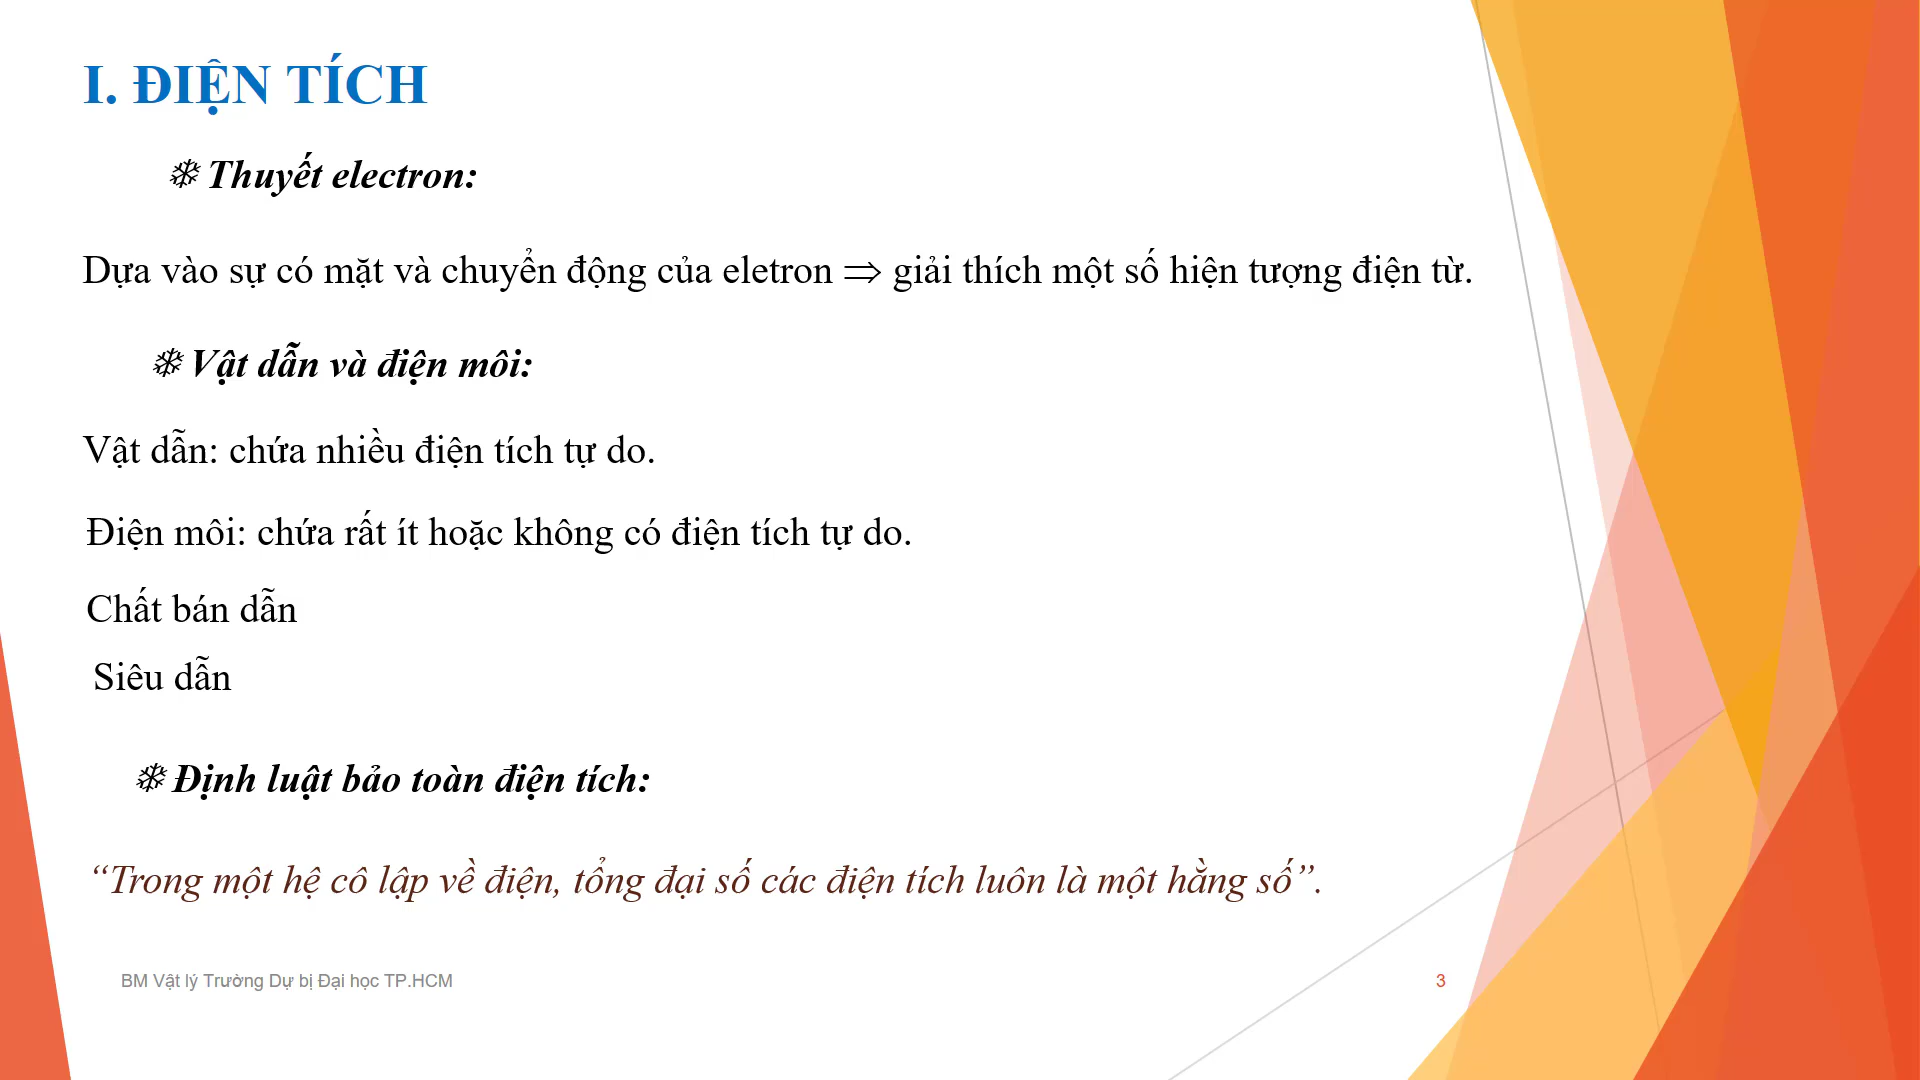 I. ĐIỆN TÍCH
❄ Thuyết electron:
Dựa vào sự có mặt và chuyển động của eletron ⇒ giải thích một số hiện tượng điện từ.
❄ Vật dẫn và điện môi:
Vật dẫn: chứa nhiều điện tích tự do.
Điện môi: chứa rất ít hoặc không có điện tích tự do.
Chất bán dẫn
Siêu dẫn
❄ Định luật bảo toàn điện tích:
“Trong một hệ cô lập về điện, tổng đại số các điện tích luôn là một hằng số”.
BM Vật lý Trường Dự bị Đại học TP.HCM
3